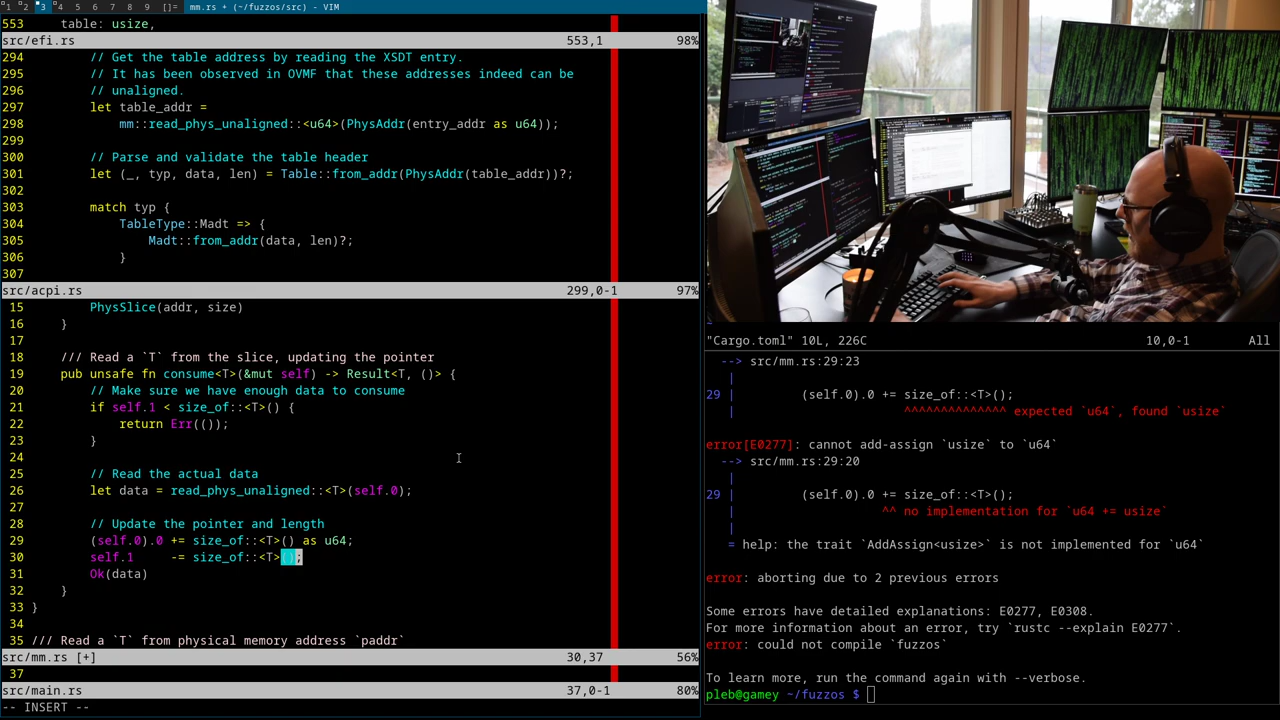 1 2 3 4 5 6 7 8 9 []= mm.rs + (~/fuzzos/src) - VIM
553     table: usize,
src/efi.rs 553,1 98%
294         // Get the table address by reading the XSDT entry.
295         // It has been observed in OVMF that these addresses indeed can be
296         // unaligned.
297         let table_addr =
298             mm::read_phys_unaligned::<u64>(PhysAddr(entry_addr as u64));
299
300         // Parse and validate the table header
301         let (_, typ, data, len) = Table::from_addr(PhysAddr(table_addr))?;
302
303         match typ {
304             TableType::Madt => {
305                 Madt::from_addr(data, len)?;
306             }
307
src/acpi.rs 299,0-1 97%
15         PhysSlice(addr, size)
16     }
17
18     /// Read a `T` from the slice, updating the pointer
19     pub unsafe fn consume<T>(&mut self) -> Result<T, ()> {
20         // Make sure we have enough data to consume
21         if self.1 < size_of::<T>() {
22             return Err(());
23         }
24
25         // Read the actual data
26         let data = read_phys_unaligned::<T>(self.0);
27
28         // Update the pointer and length
29         (self.0).0 += size_of::<T>() as u64;
30         self.1     -= size_of::<T>();
31         Ok(data)
32     }
33 }
34
35 /// Read a `T` from physical memory address `paddr`
src/mm.rs [+] 30,37 56%
37
src/main.rs 37,0-1 80%
-- INSERT --
"Cargo.toml" 10L, 226C 10,0-1 All
--> src/mm.rs:29:23
|
29 |         (self.0).0 += size_of::<T>();
|                       ^^^^^^^^^^^^^^ expected `u64`, found `usize`
error[E0277]: cannot add-assign `usize` to `u64`
--> src/mm.rs:29:20
|
29 |         (self.0).0 += size_of::<T>();
|                    ^^ no implementation for `u64 += usize`
|
= help: the trait `AddAssign<usize>` is not implemented for `u64`
error: aborting due to 2 previous errors
Some errors have detailed explanations: E0277, E0308.
For more information about an error, try `rustc --explain E0277`.
error: could not compile `fuzzos`
To learn more, run the command again with --verbose.
pleb@gamey ~/fuzzos $